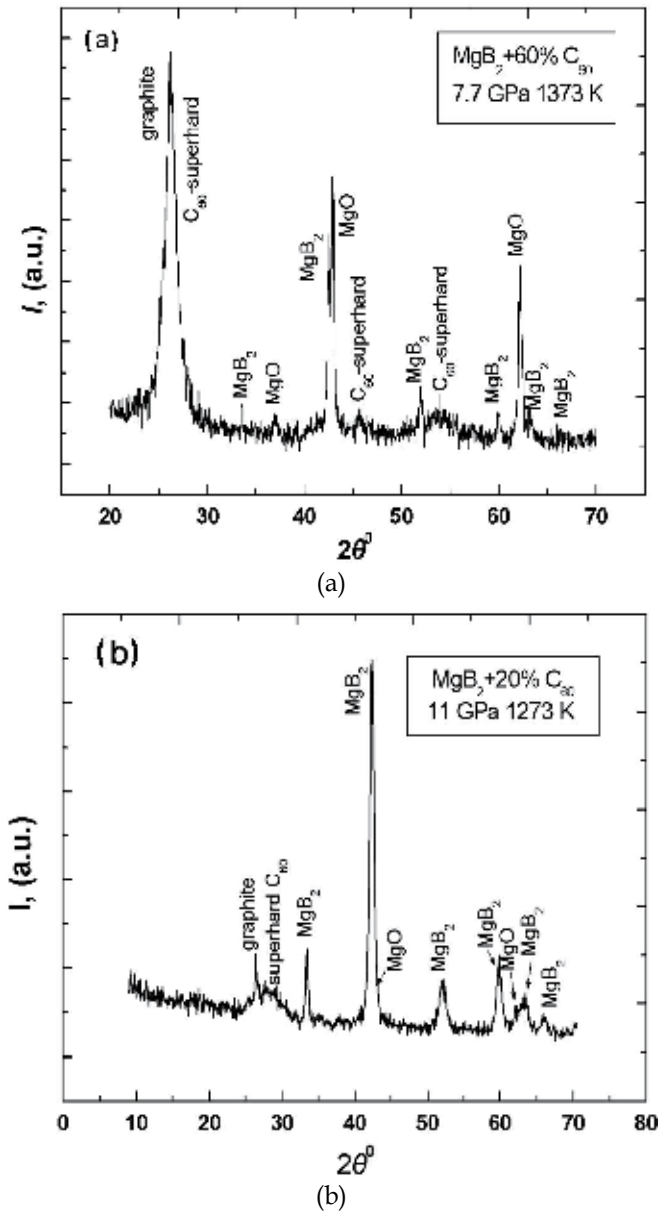 (a)
MgB₂+60% C₆₀
7.7 GPa 1373 K
graphite
C₆₀-superhard
MgB₂
MgO
MgB₂
MgO
C₆₀-superhard
MgB₂
C₆₀-superhard
MgB₂
MgO
MgB₂
MgB₂
I, (a.u.)
20 30 40 50 60 70
2θ⁰
(a)
(b)
MgB₂+20% C₆₀
11 GPa 1273 K
graphite
superhard C₆₀
MgB₂
MgB₂
MgO
MgB₂
MgB₂
MgO
MgB₂
MgB₂
I, (a.u.)
0 10 20 30 40 50 60 70 80
2θ⁰
(b)